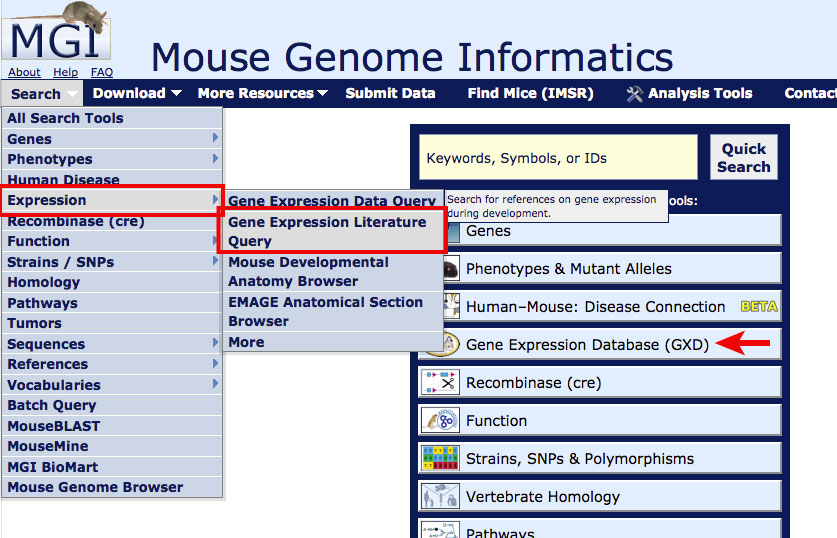 MGI
About Help FAQ
Mouse Genome Informatics
Search Download More Resources Submit Data Find Mice (IMSR) Analysis Tools Contac
All Search Tools
Genes
Phenotypes
Human Disease
Expression
Recombinase (cre)
Function
Strains / SNPs
Homology
Pathways
Tumors
Sequences
References
Vocabularies
Batch Query
MouseBLAST
MouseMine
MGI BioMart
Mouse Genome Browser
Gene Expression Data Query
Gene Expression Literature
Query
Mouse Developmental
Anatomy Browser
EMAGE Anatomical Section
Browser
More
Search for references on gene expression
during development.
Keywords, Symbols, or IDs
Quick
Search
ools:
Genes
Phenotypes & Mutant Alleles
Human–Mouse: Disease Connection BETA
Gene Expression Database (GXD)
Recombinase (cre)
Function
Strains, SNPs & Polymorphisms
Vertebrate Homology
Pathways